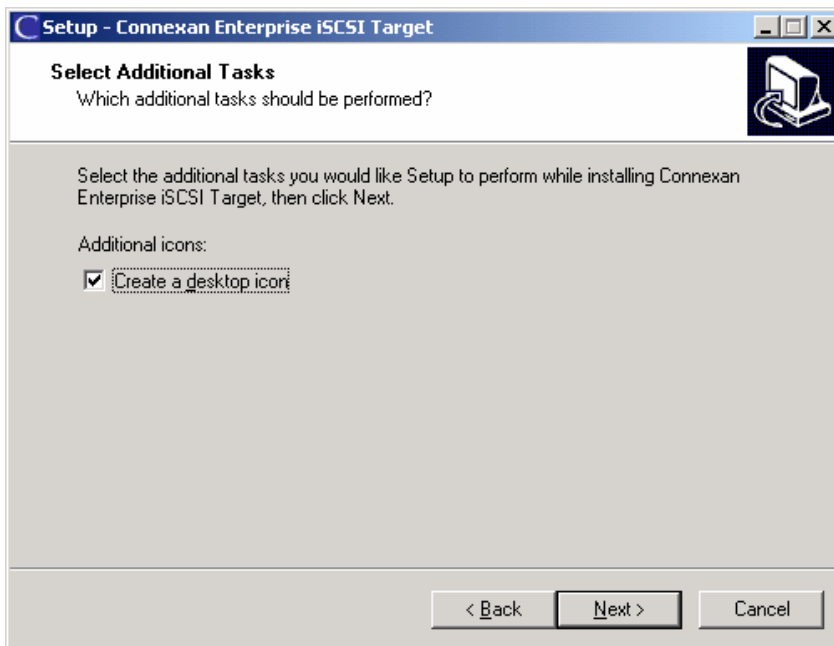 Setup - Connexan Enterprise iSCSI Target
Select Additional Tasks
Which additional tasks should be performed?
Select the additional tasks you would like Setup to perform while installing Connexan
Enterprise iSCSI Target, then click Next.
Additional icons:
Create a desktop icon
< Back Next > Cancel